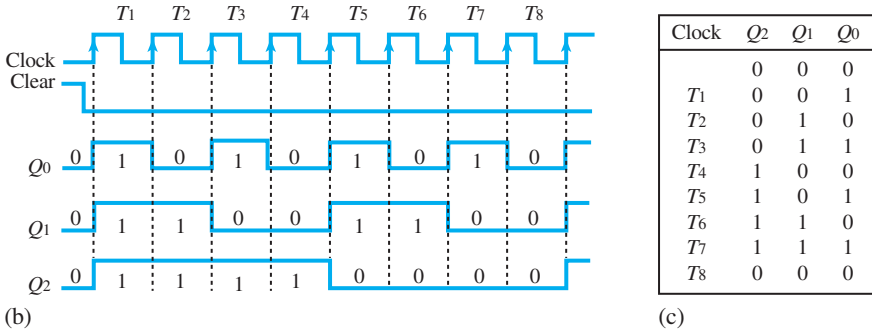 T1 T2 T3 T4 T5 T6 T7 T8
Clock
Clear
Q0 0 1 0 1 0 1 0 1 0
Q1 0 1 1 0 0 1 1 0 0
Q2 0 1 1 1 1 0 0 0 0
(b)
Clock Q2 Q1 Q0
0 0 0
T1 0 0 1
T2 0 1 0
T3 0 1 1
T4 1 0 0
T5 1 0 1
T6 1 1 0
T7 1 1 1
T8 0 0 0
(c)